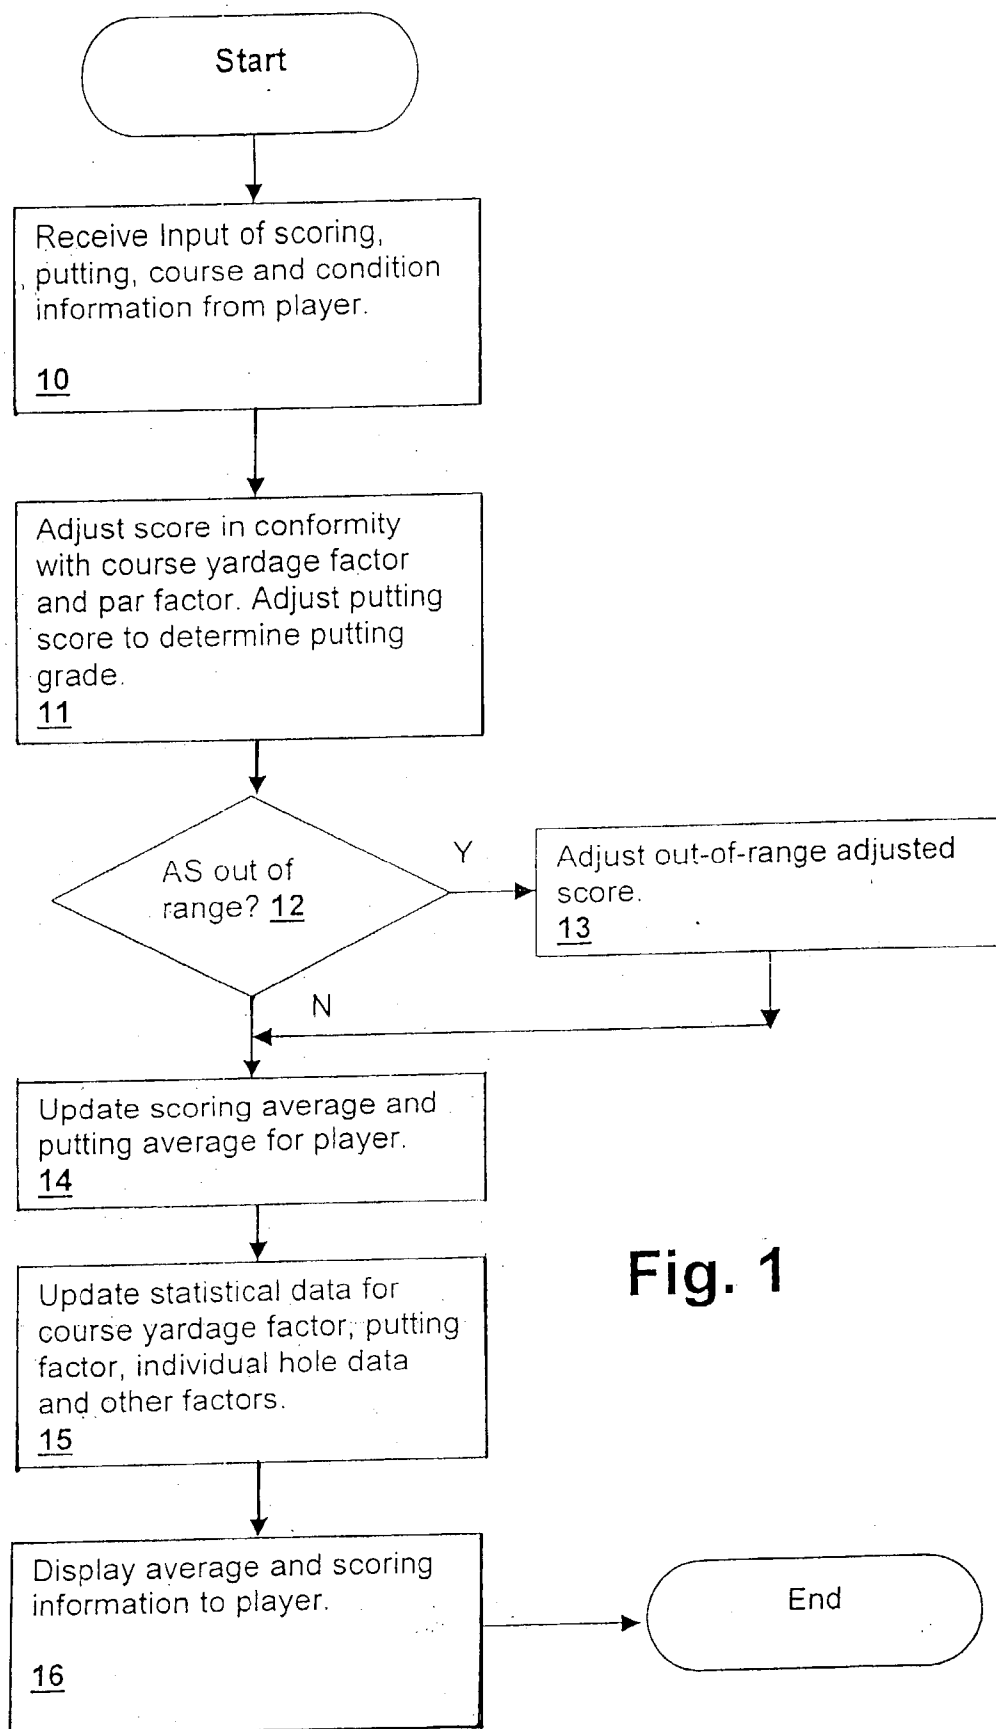 Start
Receive Input of scoring,
putting, course and condition
information from player.
10
Adjust score in conformity
with course yardage factor
and par factor. Adjust putting
score to determine putting
grade.
11
AS out of
range? 12
Y
Adjust out-of-range adjusted
score.
13
N
Update scoring average and
putting average for player.
14
Update statistical data for
course yardage factor, putting
factor, individual hole data
and other factors.
15
Fig. 1
Display average and scoring
information to player.
16
End